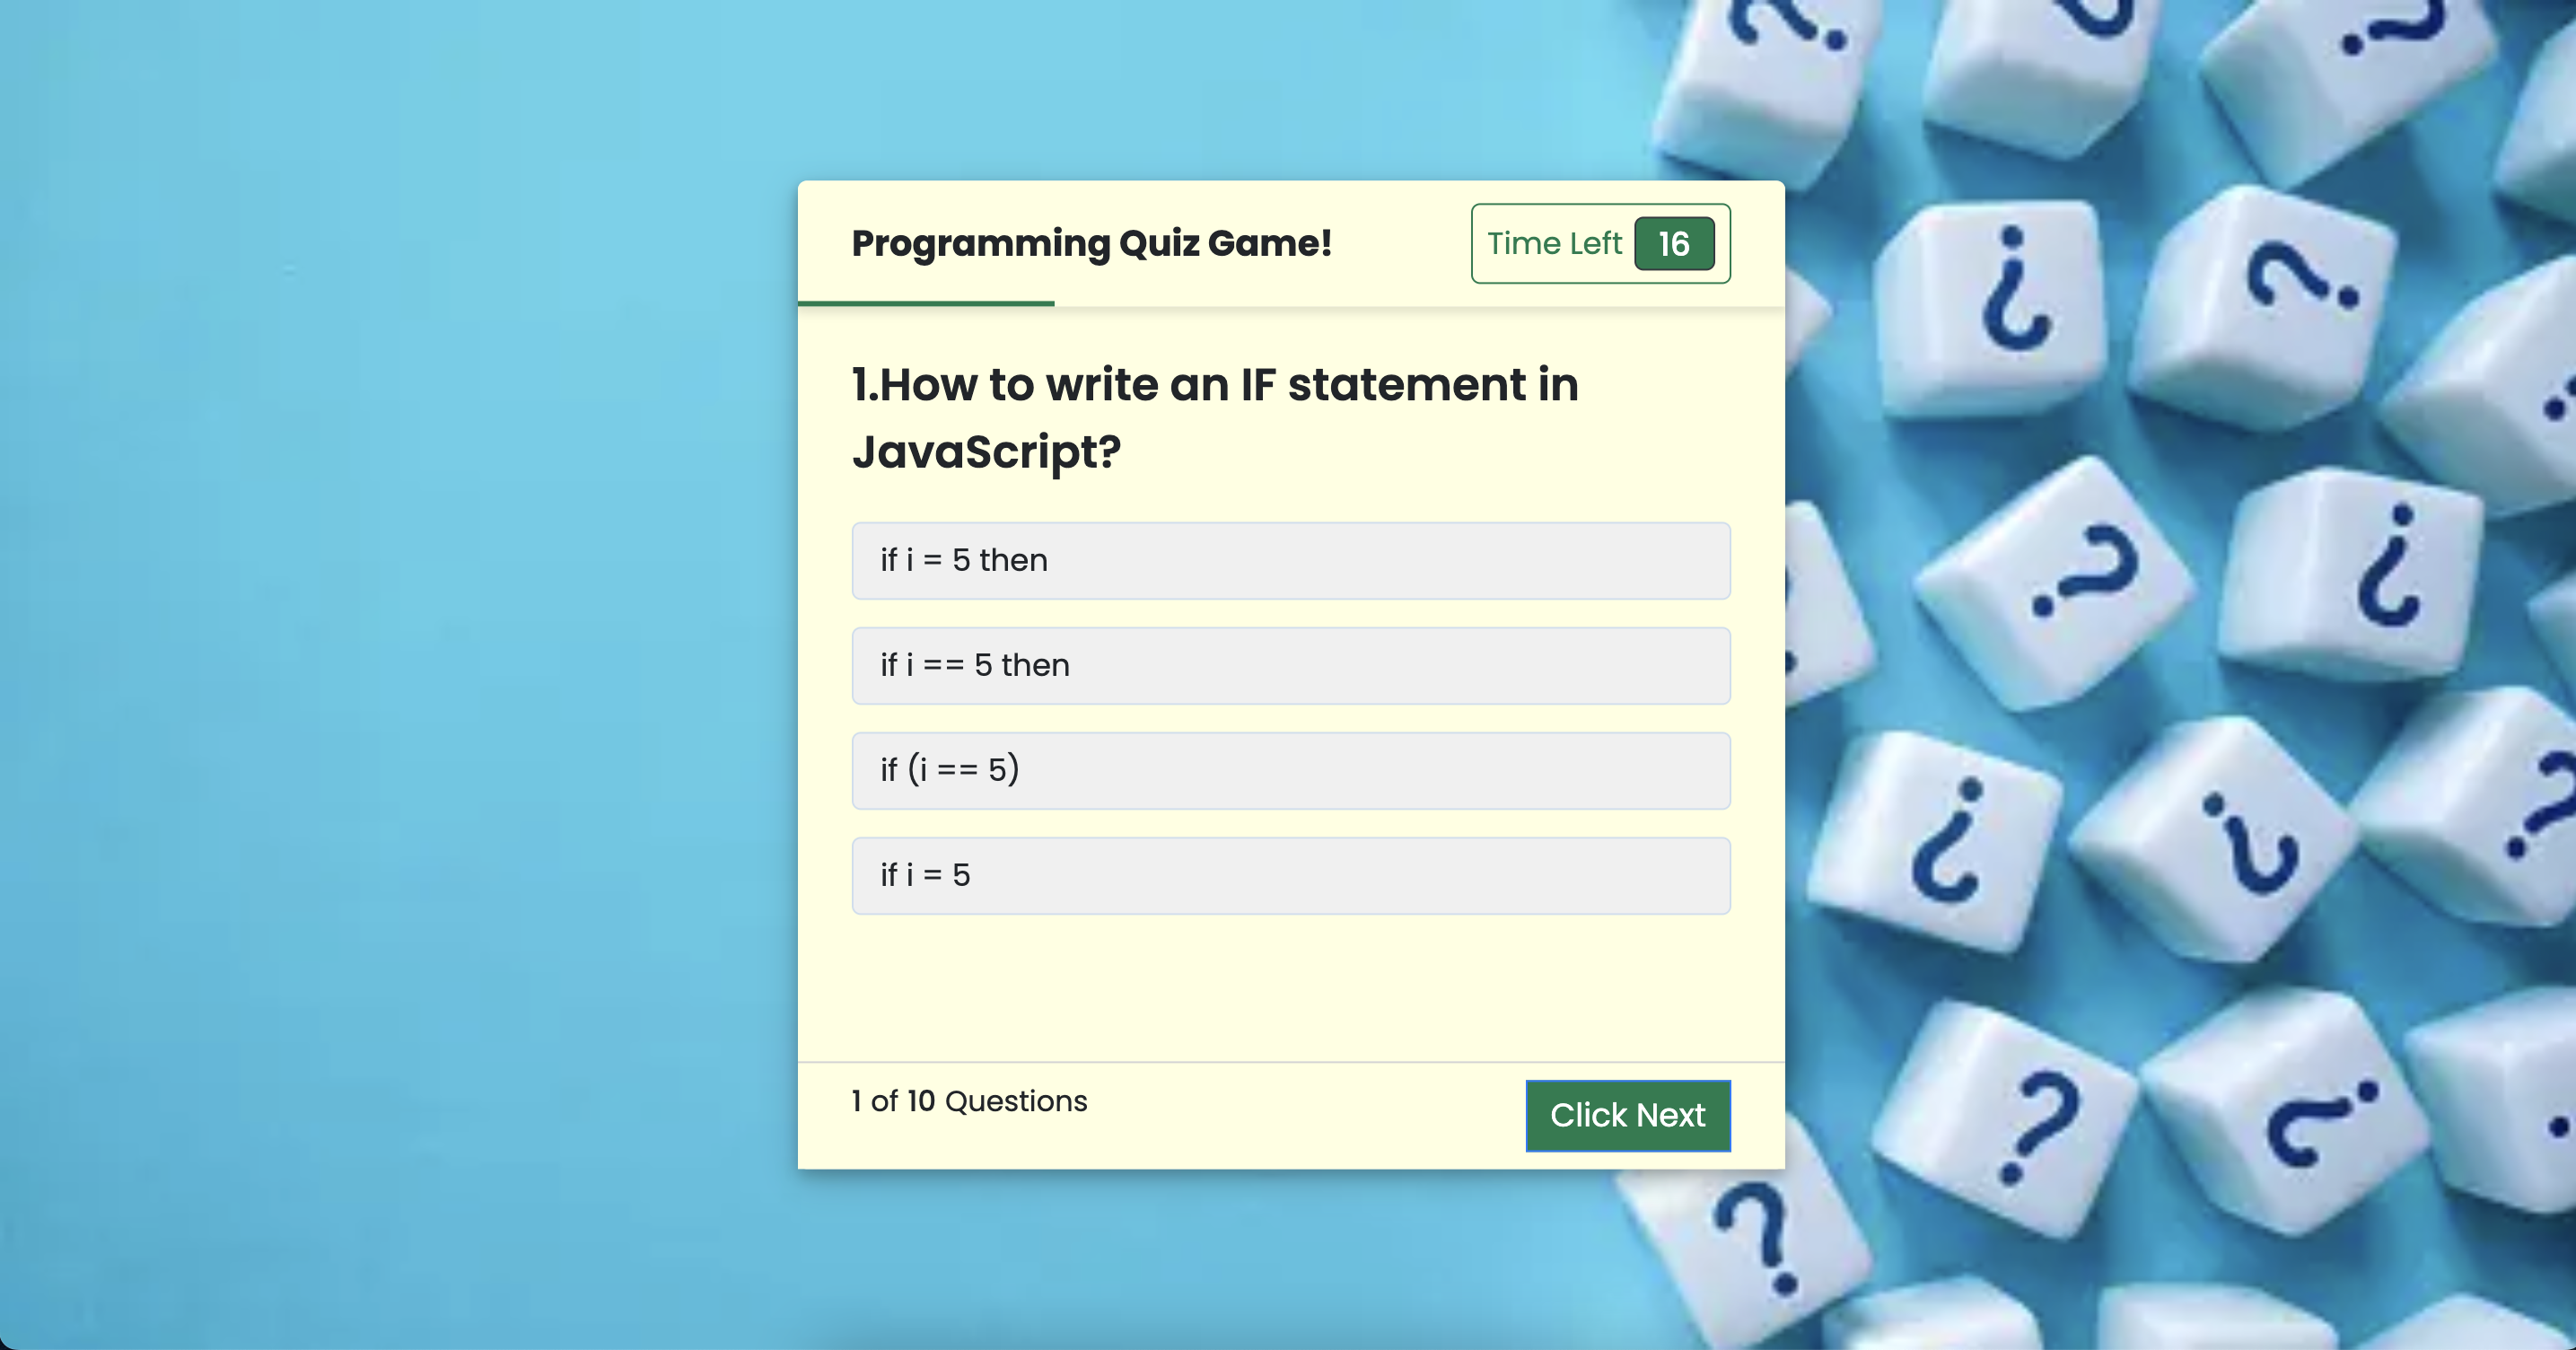 Programming Quiz Game!
Time Left 16
1.How to write an IF statement in
JavaScript?
if i = 5 then
if i == 5 then
if (i == 5)
if i = 5
1 of 10 Questions
Click Next